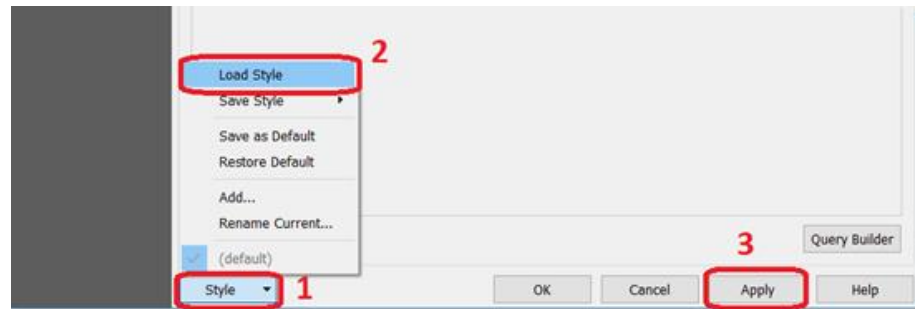 2
Load Style
Save Style
Save as Default
Restore Default
Add...
Rename Current...
(default)
3
Query Builder
Style
1
OK
Cancel
Apply
Help